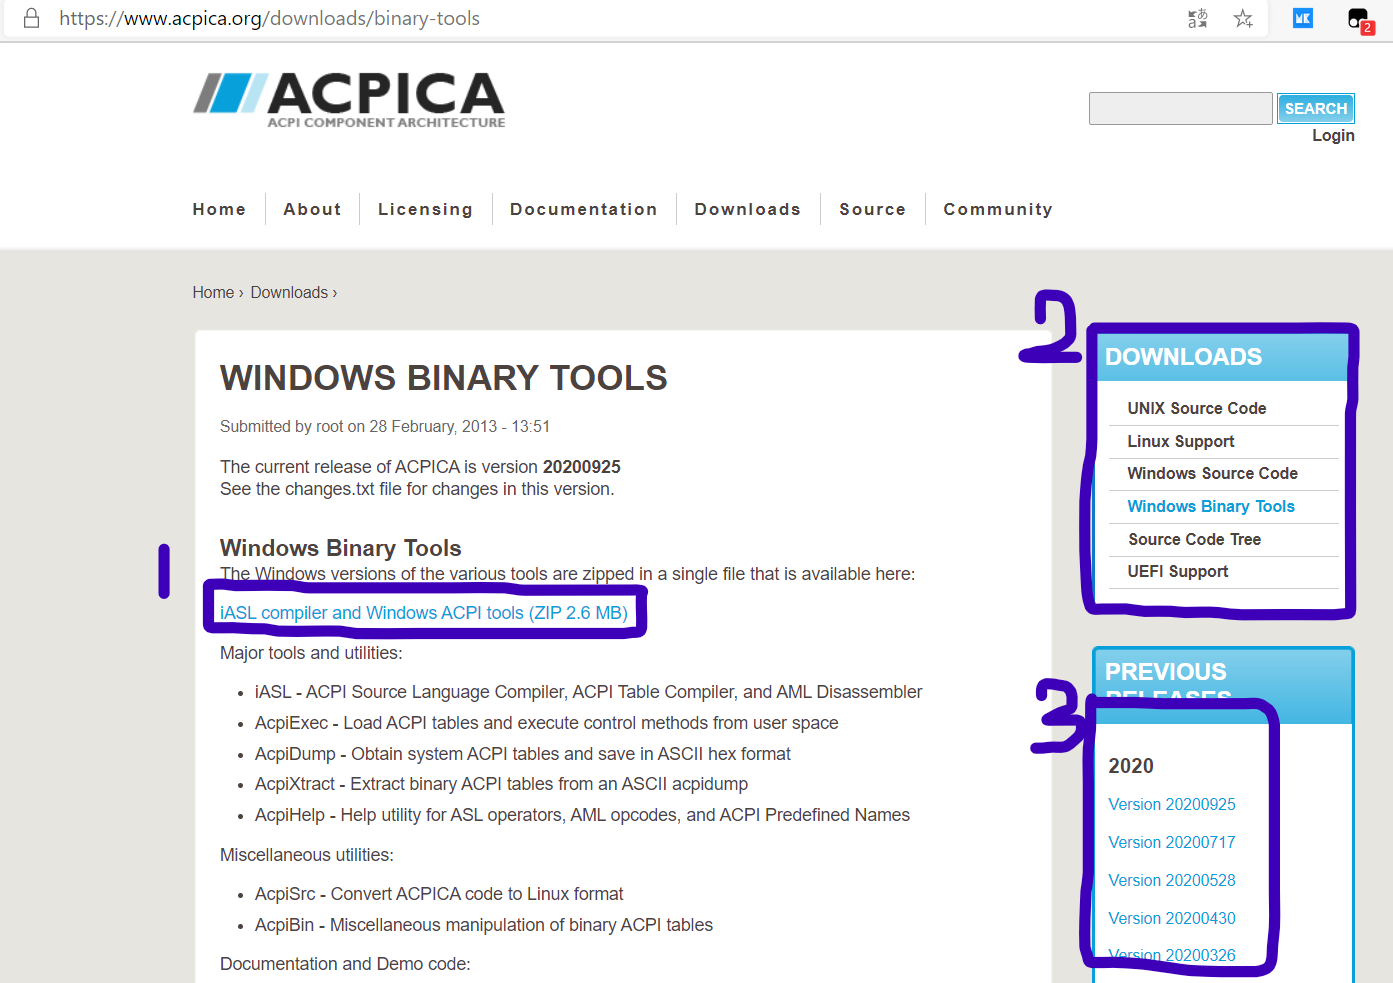 https://www.acpica.org/downloads/binary-tools
2
ACPICA
ACPI COMPONENT ARCHITECTURE
SEARCH
Login
Home
About
Licensing
Documentation
Downloads
Source
Community
Home › Downloads ›
WINDOWS BINARY TOOLS
Submitted by root on 28 February, 2013 - 13:51
The current release of ACPICA is version 20200925
See the changes.txt file for changes in this version.
1
Windows Binary Tools
The Windows versions of the various tools are zipped in a single file that is available here:
iASL compiler and Windows ACPI tools (ZIP 2.6 MB)
Major tools and utilities:
• iASL - ACPI Source Language Compiler, ACPI Table Compiler, and AML Disassembler
• AcpiExec - Load ACPI tables and execute control methods from user space
• AcpiDump - Obtain system ACPI tables and save in ASCII hex format
• AcpiXtract - Extract binary ACPI tables from an ASCII acpidump
• AcpiHelp - Help utility for ASL operators, AML opcodes, and ACPI Predefined Names
Miscellaneous utilities:
• AcpiSrc - Convert ACPICA code to Linux format
• AcpiBin - Miscellaneous manipulation of binary ACPI tables
Documentation and Demo code:
2
DOWNLOADS
UNIX Source Code
Linux Support
Windows Source Code
Windows Binary Tools
Source Code Tree
UEFI Support
3
PREVIOUS
RELEASES
2020
Version 20200925
Version 20200717
Version 20200528
Version 20200430
Version 20200326